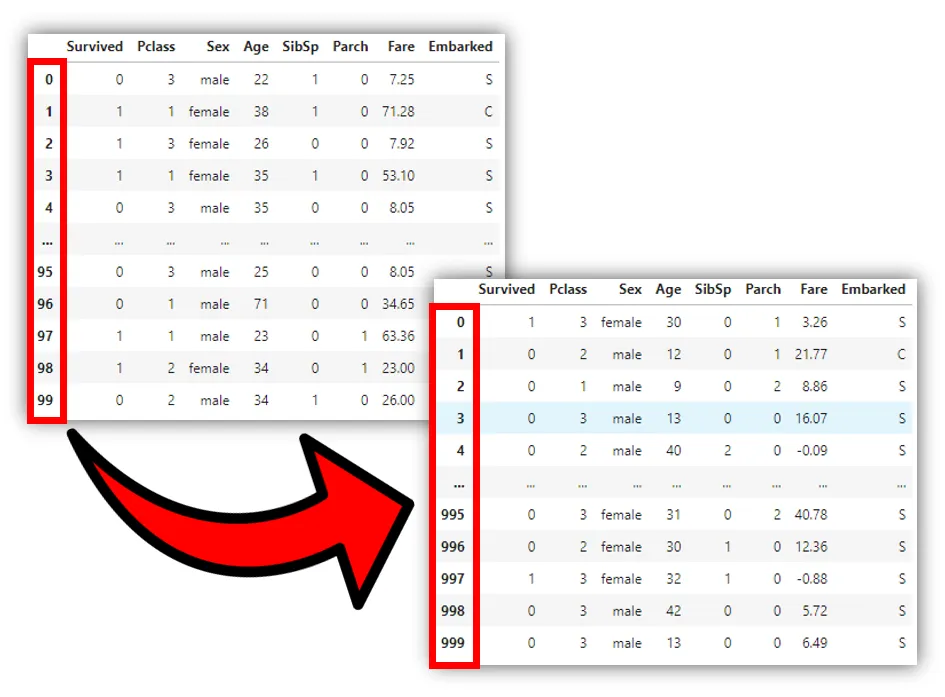 Survived Pclass Sex Age SibSp Parch Fare Embarked
0 0 3 male 22 1 0 7.25 S
1 1 1 female 38 1 0 71.28 C
2 1 3 female 26 0 0 7.92 S
3 1 1 female 35 1 0 53.10 S
4 0 3 male 35 0 0 8.05 S
... ... ... ... ... ... ... ... ...
95 0 3 male 25 0 0 8.05 S
96 0 1 male 71 0 0 34.65
97 1 1 male 23 0 1 63.36
98 1 2 female 34 0 1 23.00
99 0 2 male 34 1 0 26.00
Survived Pclass Sex Age SibSp Parch Fare Embarked
0 1 3 female 30 0 1 3.26 S
1 0 2 male 12 0 1 21.77 C
2 0 1 male 9 0 2 8.86 S
3 0 3 male 13 0 0 16.07 S
4 0 2 male 40 2 0 -0.09 S
... ... ... ... ... ... ... ... ...
995 0 3 female 31 0 2 40.78 S
996 0 2 female 30 1 0 12.36 S
997 1 3 female 32 1 0 -0.88 S
998 0 3 male 42 0 0 5.72 S
999 0 3 male 13 0 0 6.49 S